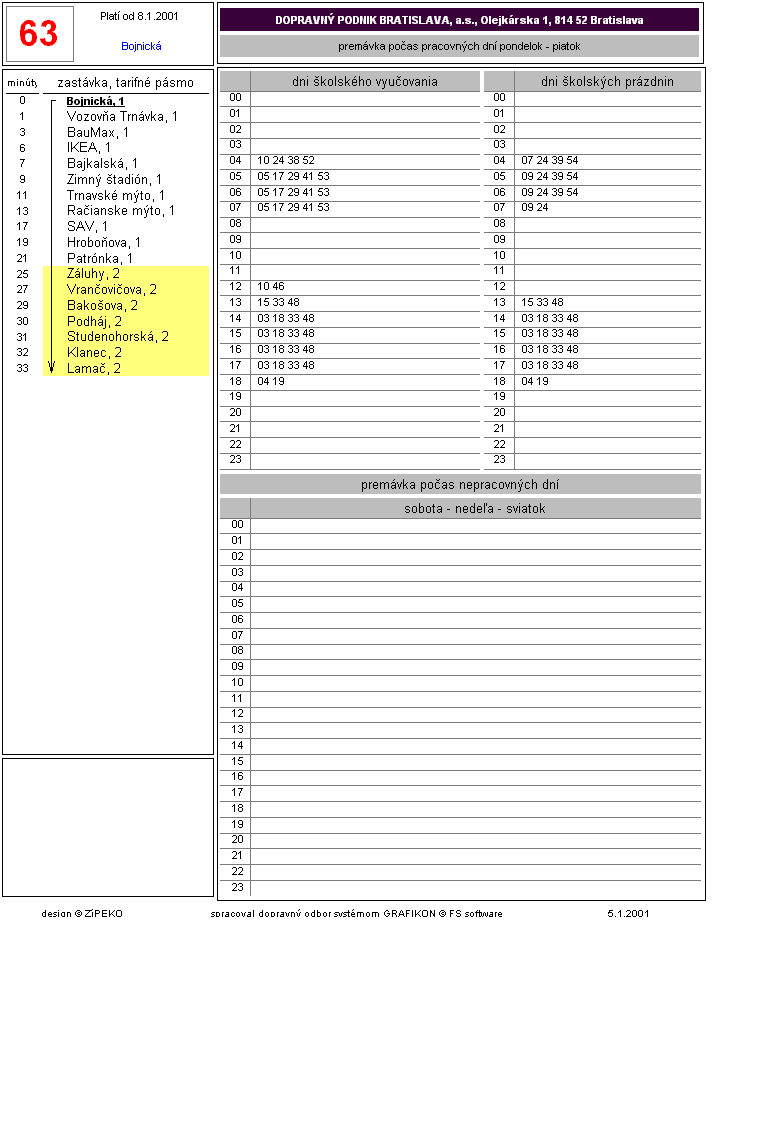 63
Platí od 8.1.2001
Bojnická
DOPRAVNÝ PODNIK BRATISLAVA, a.s., Olejkárska 1, 814 52 Bratislava
premávka počas pracovných dní pondelok - piatok
minúty zastávka, tarifné pásmo
0 Bojnická, 1
1 Vozovňa Trnávka, 1
3 BauMax, 1
6 IKEA, 1
7 Bajkalská, 1
9 Zimný štadión, 1
11 Trnavské mýto, 1
13 Račianske mýto, 1
17 SAV, 1
19 Hroboňova, 1
21 Patrónka, 1
25 Záluhy, 2
27 Vrančovičova, 2
29 Bakošova, 2
30 Podháj, 2
31 Studenohorská, 2
32 Klanec, 2
33 Lamač, 2
dni školského vyučovania
00
01
02
03
04 10 24 38 52
05 05 17 29 41 53
06 05 17 29 41 53
07 05 17 29 41 53
08
09
10
11
12 10 46
13 15 33 48
14 03 18 33 48
15 03 18 33 48
16 03 18 33 48
17 03 18 33 48
18 04 19
19
20
21
22
23
dni školských prázdnin
00
01
02
03
04 07 24 39 54
05 09 24 39 54
06 09 24 39 54
07 09 24
08
09
10
11
12
13 15 33 48
14 03 18 33 48
15 03 18 33 48
16 03 18 33 48
17 03 18 33 48
18 04 19
19
20
21
22
23
premávka počas nepracovných dní
sobota - nedeľa - sviatok
00
01
02
03
04
05
06
07
08
09
10
11
12
13
14
15
16
17
18
19
20
21
22
23
design © ZíPEKO
spracoval dopravný odbor systémom GRAFIKON © FS software
5.1.2001